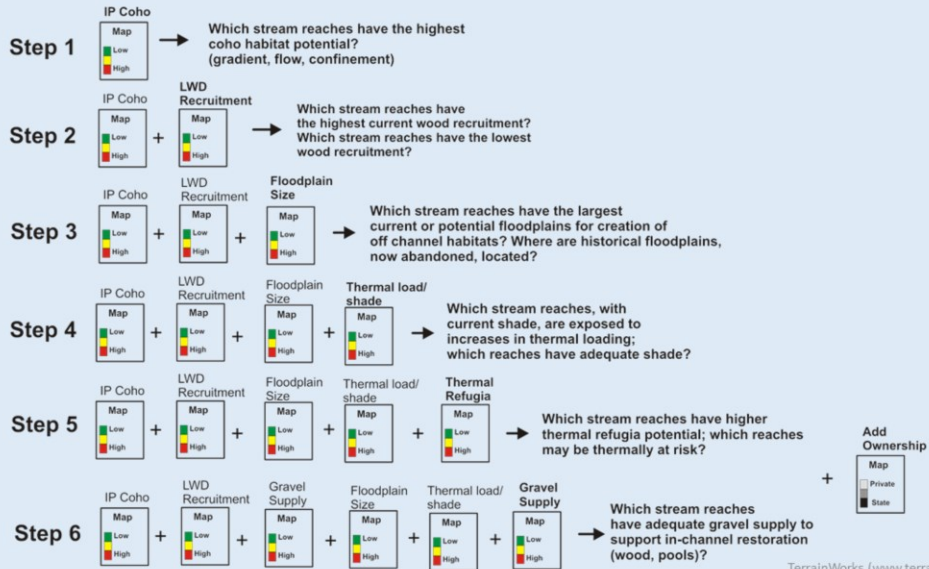 IP Coho
Step 1
Map
Low
High
Which stream reaches have the highest
coho habitat potential?
(gradient, flow, confinement)
Step 2
IP Coho
Map
Low
High
+
LWD
Recruitment
Map
Low
High
Which stream reaches have
the highest current wood recruitment?
Which stream reaches have the lowest
wood recruitment?
Step 3
IP Coho
Map
Low
High
+
LWD
Recruitment
Map
Low
High
+
Floodplain
Size
Map
Low
High
Which stream reaches have the largest
current or potential floodplains for creation of
off channel habitats? Where are historical floodplains,
now abandoned, located?
Step 4
IP Coho
Map
Low
High
+
LWD
Recruitment
Map
Low
High
+
Floodplain
Size
Map
Low
High
+
Thermal load/
shade
Map
Low
High
Which stream reaches, with
current shade, are exposed to
increases in thermal loading;
which reaches have adequate shade?
Step 5
IP Coho
Map
Low
High
+
LWD
Recruitment
Map
Low
High
+
Floodplain
Size
Map
Low
High
+
Thermal load/
shade
Map
Low
High
+
Thermal
Refugia
Map
Low
High
Which stream reaches have higher
thermal refugia potential; which reaches
may be thermally at risk?
Step 6
IP Coho
Map
Low
High
+
LWD
Recruitment
Map
Low
High
+
Gravel
Supply
Map
Low
High
+
Floodplain
Size
Map
Low
High
+
Thermal load/
shade
Map
Low
High
+
Gravel
Supply
Map
Low
High
Which stream reaches
have adequate gravel supply to
support in-channel restoration
(wood, pools)?
+
Add
Ownership
Map
Private
State
TerrainWorks (www.terra